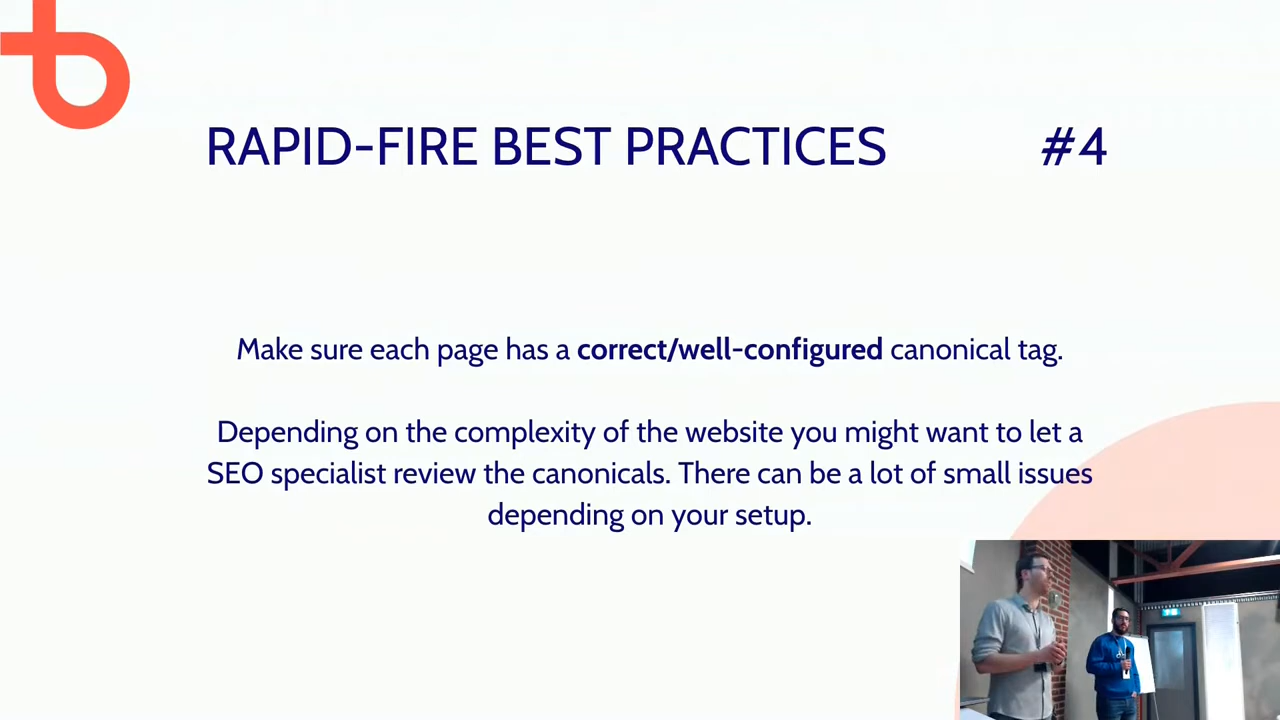 RAPID-FIRE BEST PRACTICES #4
Make sure each page has a correct/well-configured canonical tag.
Depending on the complexity of the website you might want to let a
SEO specialist review the canonicals. There can be a lot of small issues
depending on your setup.